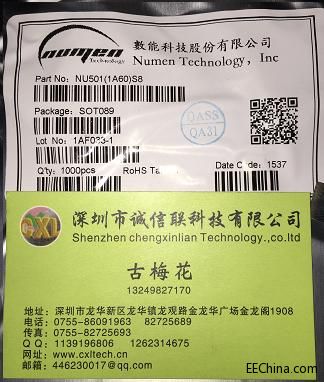 numen
Technology
數能科技股份有限公司
Numen Technology, Inc
Part No: NU501(1A60)S8
Package: SOT089
QASS
QA31
Lot No: 1AF083-1
Q'ty: 1000pcs
RoHS
Date Code: 1537
CXL
深圳市诚信联科技有限公司
Shenzhen chengxinlian Technology.,co.ltd
古梅花
13249827170
地址：深圳市龙华新区龙华镇龙观路金龙华广场金龙阁1908
电话：0755-86091963 82725689
传真：0755-82702693
Q Q：1139196806 1262314675
网址：www.cxltech.cn
邮箱：446230017@qq.com
EEChina.com